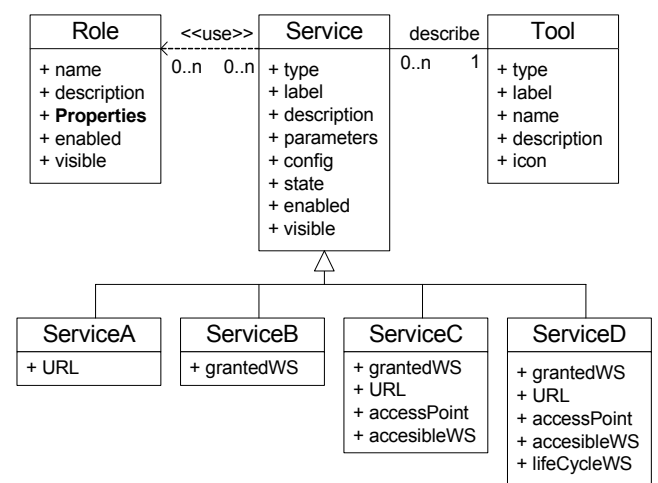 Role
<<use>>
Service
describe
Tool
0..n
0..n
0..n
1
+ name
+ description
+ Properties
+ enabled
+ visible
+ type
+ label
+ description
+ parameters
+ config
+ state
+ enabled
+ visible
+ type
+ label
+ name
+ description
+ icon
ServiceA
+ URL
ServiceB
+ grantedWS
ServiceC
+ grantedWS
+ URL
+ accessPoint
+ accesibleWS
ServiceD
+ grantedWS
+ URL
+ accessPoint
+ accesibleWS
+ lifeCycleWS